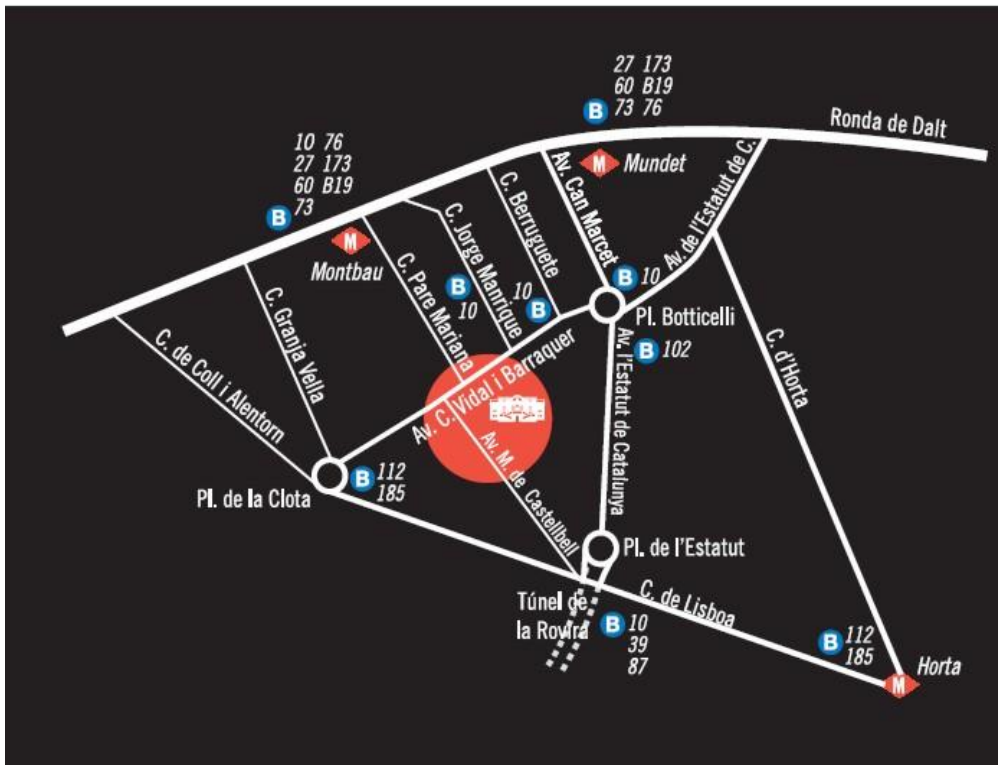 27 173
60 B19
B 73 76
Ronda de Dalt
10 76
27 173
60 B19
B 73
M Mundet
M
Montbau
Av. Can Marcet
Av. de l'Estatut de C.
C. Berruguete
C. Jorge Manrique
C. Pare Mariana
C. Granja Vella
C. de Coll i Alentorn
B
10
10
B
B 10
Pl. Botticelli
B 102
Av. C. Vidal i Barraquer
Av. l'Estatut de Catalunya
C. d'Horta
Av. M. de Castellbell
B 112
185
Pl. de la Clota
Pl. de l'Estatut
C. de Lisboa
Túnel de
la Rovira
B 10
39
87
B 112
185
M Horta